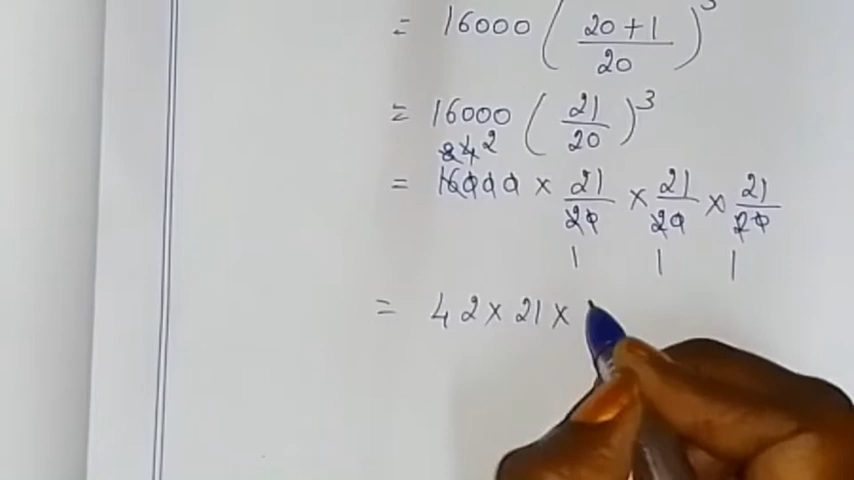 = 16000 ( 20 + 1 / 20 )³
= 16000 ( 21 / 20 )³
8 4 2
= 16000 × 21/20 × 21/20 × 21/20
1 1 1
= 42 × 21 ×